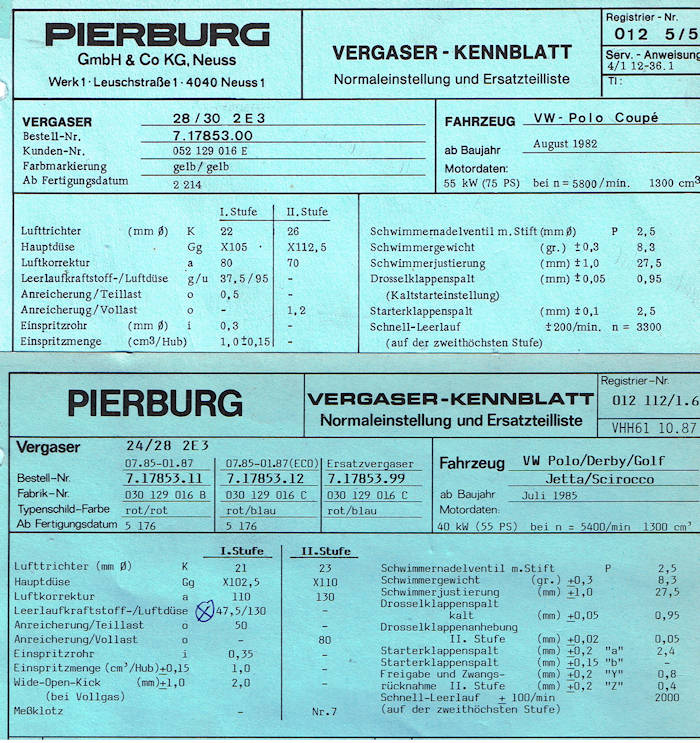 PIERBURG
GmbH & Co KG, Neuss
Werk 1 · Leuschstraße 1 · 4040 Neuss 1
VERGASER - KENNBLATT
Normaleinstellung und Ersatzteilliste
Registrier - Nr.
012 5/5
Serv. - Anweisung
4/1 12-36.1
TI:
VERGASER 28/30 2E3
Bestell-Nr. 7.17853.00
Kunden-Nr. 052 129 016 E
Farbmarkierung gelb/gelb
Ab Fertigungsdatum 2 214
FAHRZEUG VW- Polo Coupé
ab Baujahr August 1982
Motordaten:
55 kW (75 PS) bei n = 5800/min. 1300 cm³
I.Stufe II.Stufe
Lufttrichter (mm Ø) K 22 26
Hauptdüse Gg X105 X112,5
Luftkorrektur a 80 70
Leerlaufkraftstoff-/Luftdüse g/u 37,5/95 -
Anreicherung/Teillast o 0,5 -
Anreicherung/Vollast o - 1,2
Einspritzrohr (mm Ø) i 0,3 -
Einspritzmenge (cm³/Hub) 1,0±0,15 -
Schwimmernadelventil m. Stift (mm Ø) P 2,5
Schwimmergewicht (gr.) ±0,3 8,3
Schwimmerjustierung (mm) ±1,0 27,5
Drosselklappenspalt (mm) ±0,05 0,95
(Kaltstarteinstellung)
Starterklappenspalt (mm) ±0,1 2,5
Schnell-Leerlauf ±200/min. n = 3300
(auf der zweithöchsten Stufe)
PIERBURG
VERGASER-KENNBLATT
Normaleinstellung und Ersatzteilliste
Registrier-Nr.
012 112/1.6
VHH61 10.87
Vergaser 24/28 2E3
07.85-01.87 07.85-01.87(ECO) Ersatzvergaser
Bestell-Nr. 7.17853.11 7.17853.12 7.17853.99
Fabrik-Nr. 030 129 016 B 030 129 016 C 030 129 016 C
Typenschild-Farbe rot/rot rot/blau rot/blau
Ab Fertigungsdatum 5 176 5 176
Fahrzeug VW Polo/Derby/Golf
Jetta/Scirocco
ab Baujahr Juli 1985
Motordaten:
40 kW (55 PS) bei n = 5400/min 1300 cm³
I.Stufe II.Stufe
Lufttrichter (mm Ø) K 21 23
Hauptdüse Gg X102,5 X110
Luftkorrektur a 110 130
Leerlaufkraftstoff-/Luftdüse 47,5/130 -
Anreicherung/Teillast o 50 -
Anreicherung/Vollast o - 80
Einspritzrohr i 0,35 -
Einspritzmenge (cm³/Hub)±0,15 1,0 -
Wide-Open-Kick (mm)±1,0 2,0 -
(bei Vollgas)
Meßklotz - Nr.7
Schwimmernadelventil m.Stift P 2,5
Schwimmergewicht (gr.) ±0,3 8,3
Schwimmerjustierung (mm) ±1,0 27,5
Drosselklappenspalt
kalt (mm) ±0,05 0,95
Drosselklappenanhebung
II. Stufe (mm) ±0,02 0,05
Starterklappenspalt (mm) ±0,2 "a" 2,4
Starterklappenspalt (mm) ±0,15 "b" -
Freigabe und Zwangs- (mm) ±0,2 "Y" 0,8
rücknahme II. Stufe (mm) ±0,2 "Z" 0,4
Schnell-Leerlauf ± 100/min 2000
(auf der zweithöchsten Stufe)